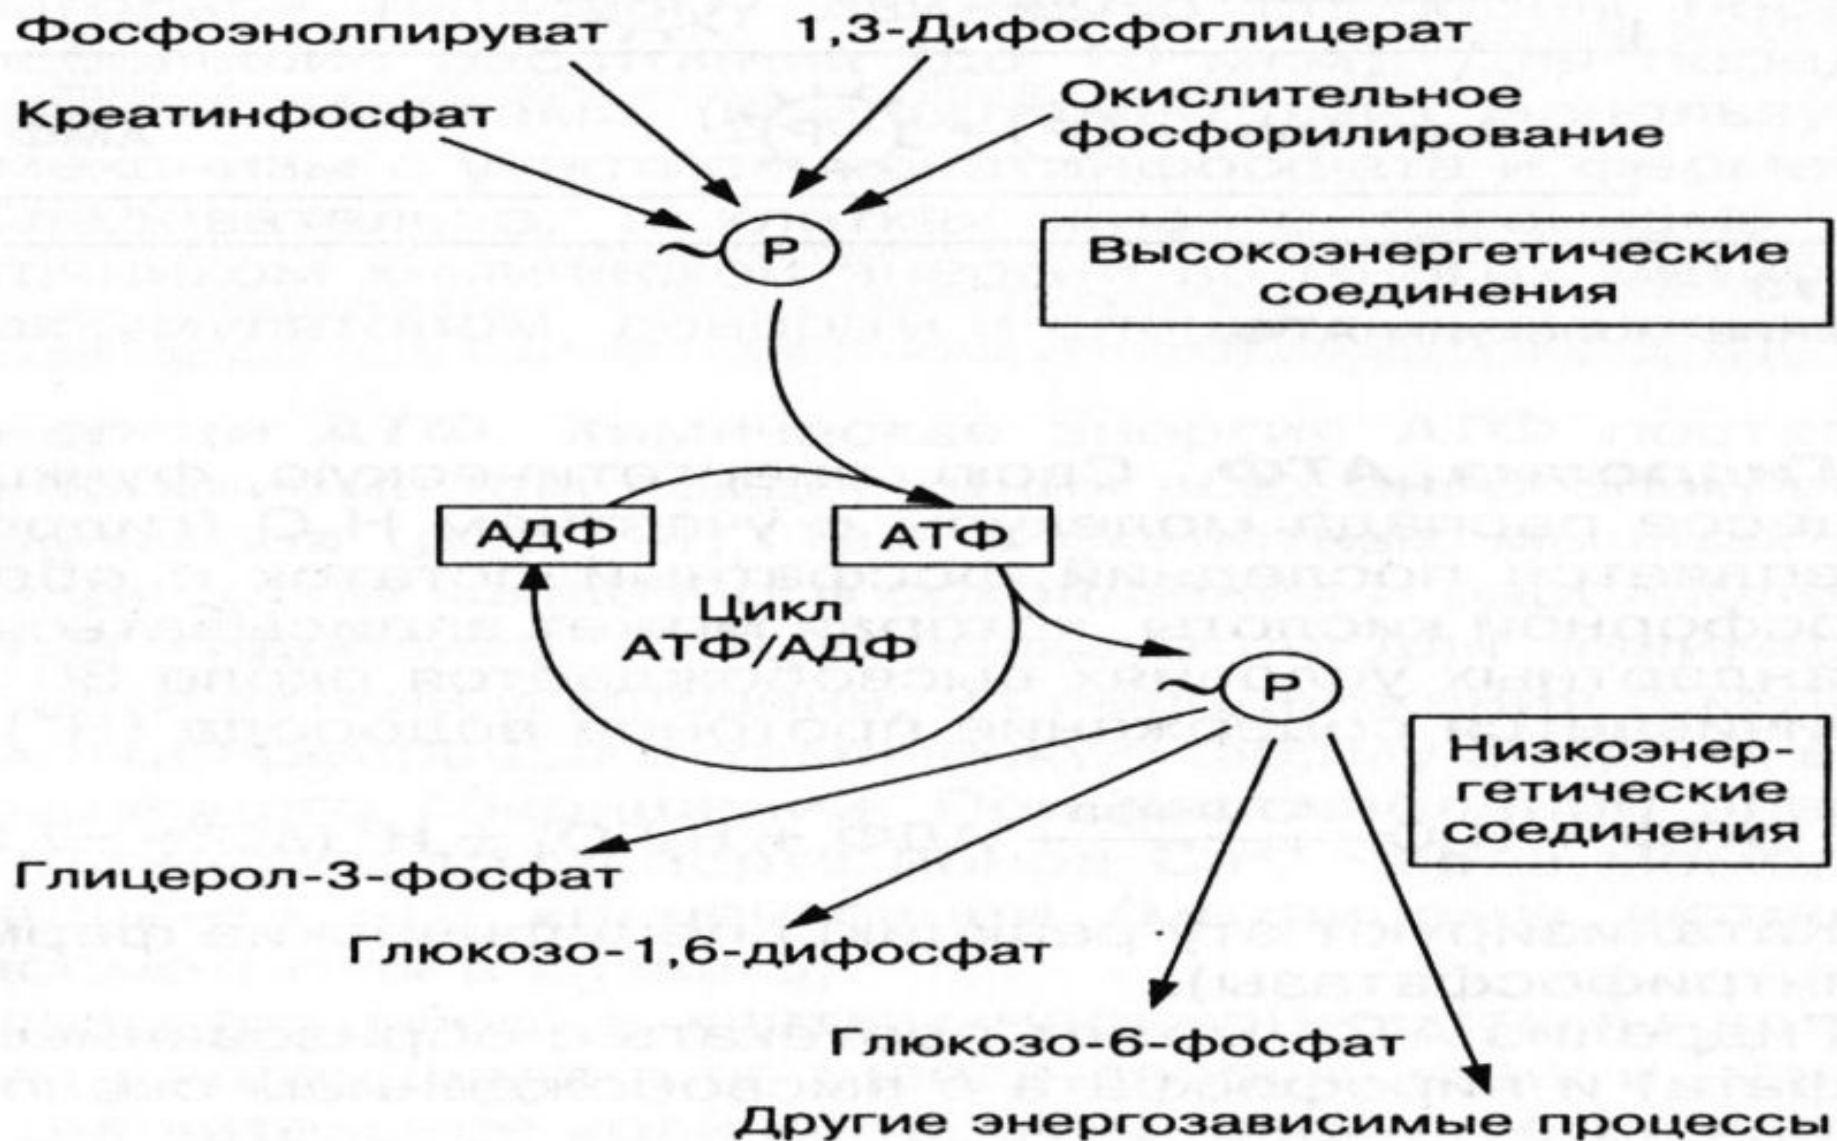 Фосфоэнолпируват
1,3-Дифосфоглицерат
Креатинфосфат
Окислительное
фосфорилирование
~P
Высокоэнергетические
соединения
АДФ
АТФ
Цикл
АТФ/АДФ
~P
Низкоэнер-
гетические
соединения
Глицерол-3-фосфат
Глюкозо-1,6-дифосфат
Глюкозо-6-фосфат
Другие энергозависимые процессы